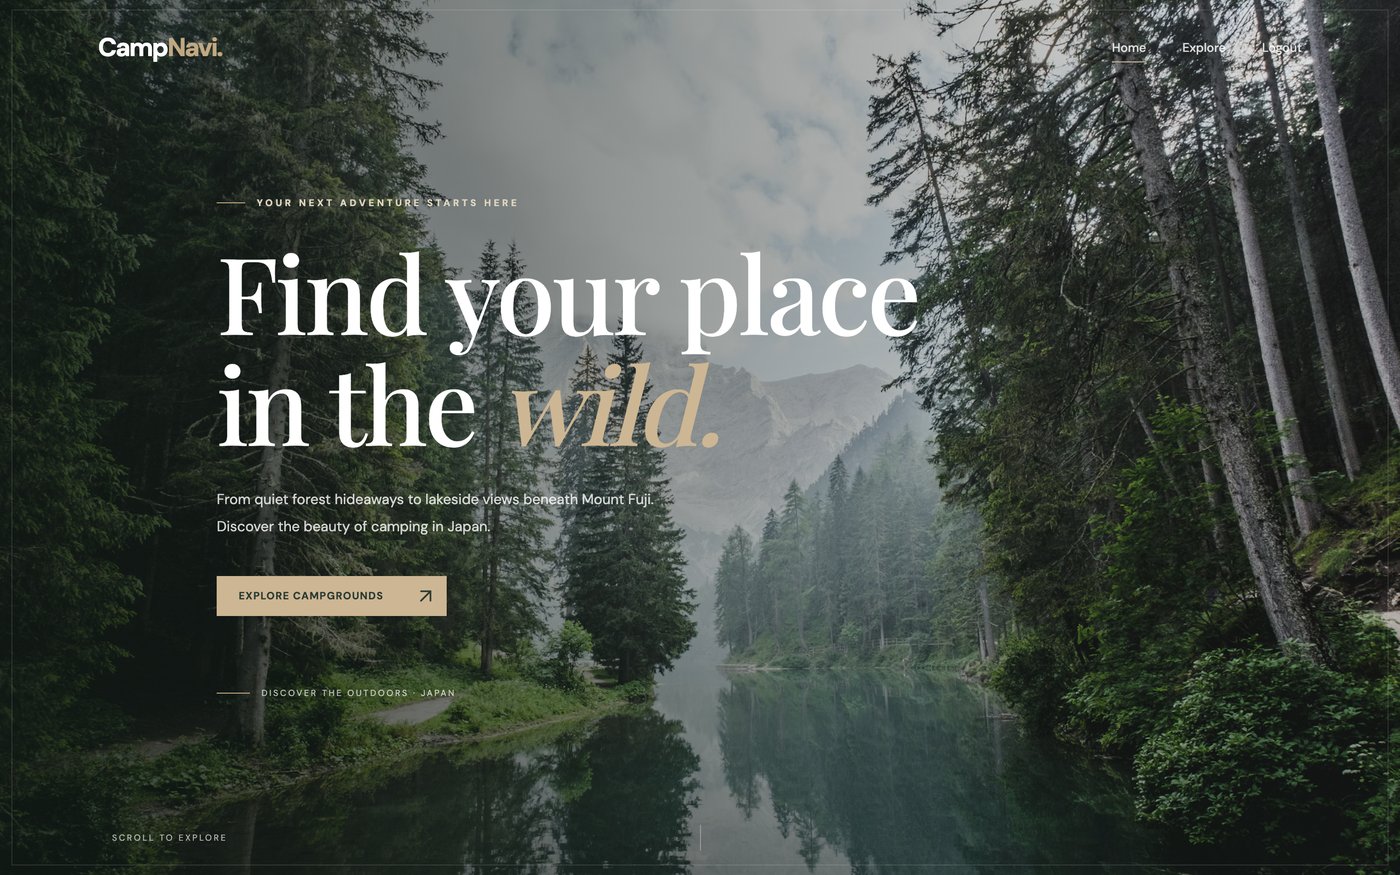 CampNavi.
Home Explore Logout
YOUR NEXT ADVENTURE STARTS HERE
Find your place
in the wild.
From quiet forest hideaways to lakeside views beneath Mount Fuji.
Discover the beauty of camping in Japan.
EXPLORE CAMPGROUNDS
DISCOVER THE OUTDOORS · JAPAN
SCROLL TO EXPLORE